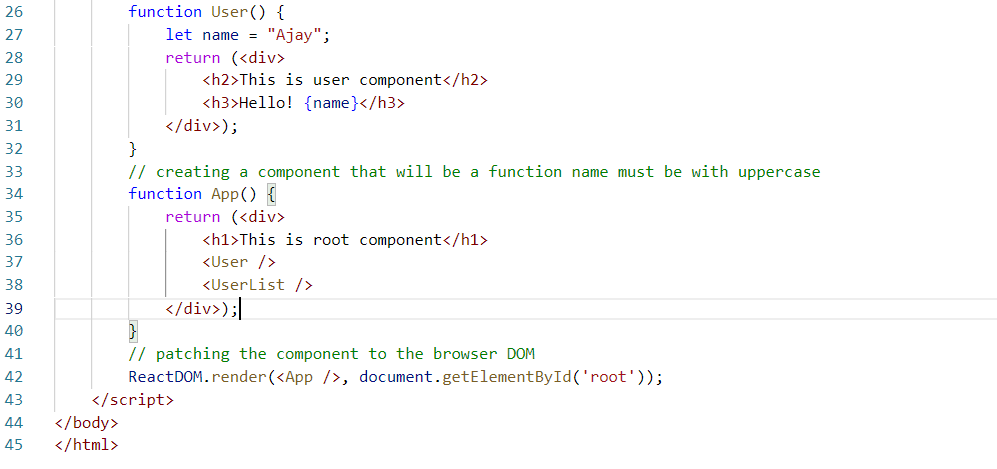 26 function User() {
27 let name = "Ajay";
28 return (<div>
29 <h2>This is user component</h2>
30 <h3>Hello! {name}</h3>
31 </div>);
32 }
33 // creating a component that will be a function name must be with uppercase
34 function App() {
35 return (<div>
36 <h1>This is root component</h1>
37 <User />
38 <UserList />
39 </div>);
40 }
41 // patching the component to the browser DOM
42 ReactDOM.render(<App />, document.getElementById('root'));
43 </script>
44 </body>
45 </html>